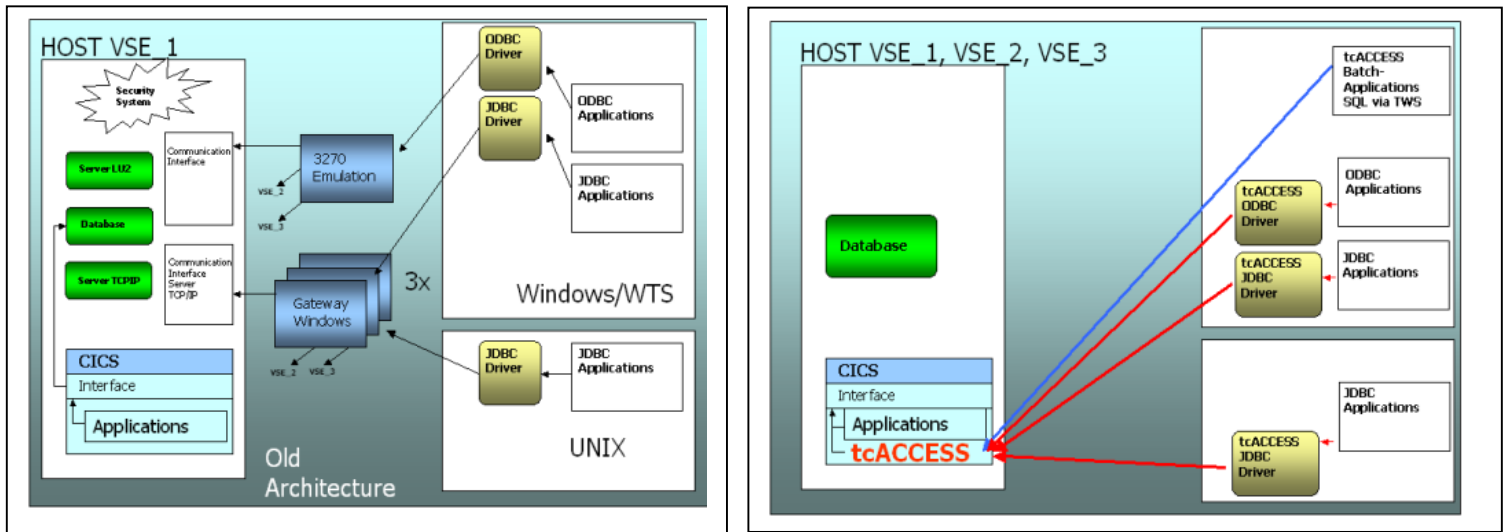 HOST VSE_1
Security
System
Server LU2
Database
Server TCP/IP
Communication
Interface
Communication
Interface
Server
TCP/IP
CICS
Interface
Applications
3270
Emulation
VSE_2
VSE_3
3x
Gateway
Windows
VSE_2
VSE_3
Old
Architecture
ODBC
Driver
JDBC
Driver
ODBC
Applications
JDBC
Applications
Windows/WTS
JDBC
Driver
JDBC
Applications
UNIX
HOST VSE_1, VSE_2, VSE_3
Database
CICS
Interface
Applications
tcACCESS
tcACCESS
Batch-
Applications
SQL via TWS
ODBC
Applications
tcACCESS
ODBC
Driver
JDBC
Applications
tcACCESS
JDBC
Driver
JDBC
Applications
tcACCESS
JDBC
Driver